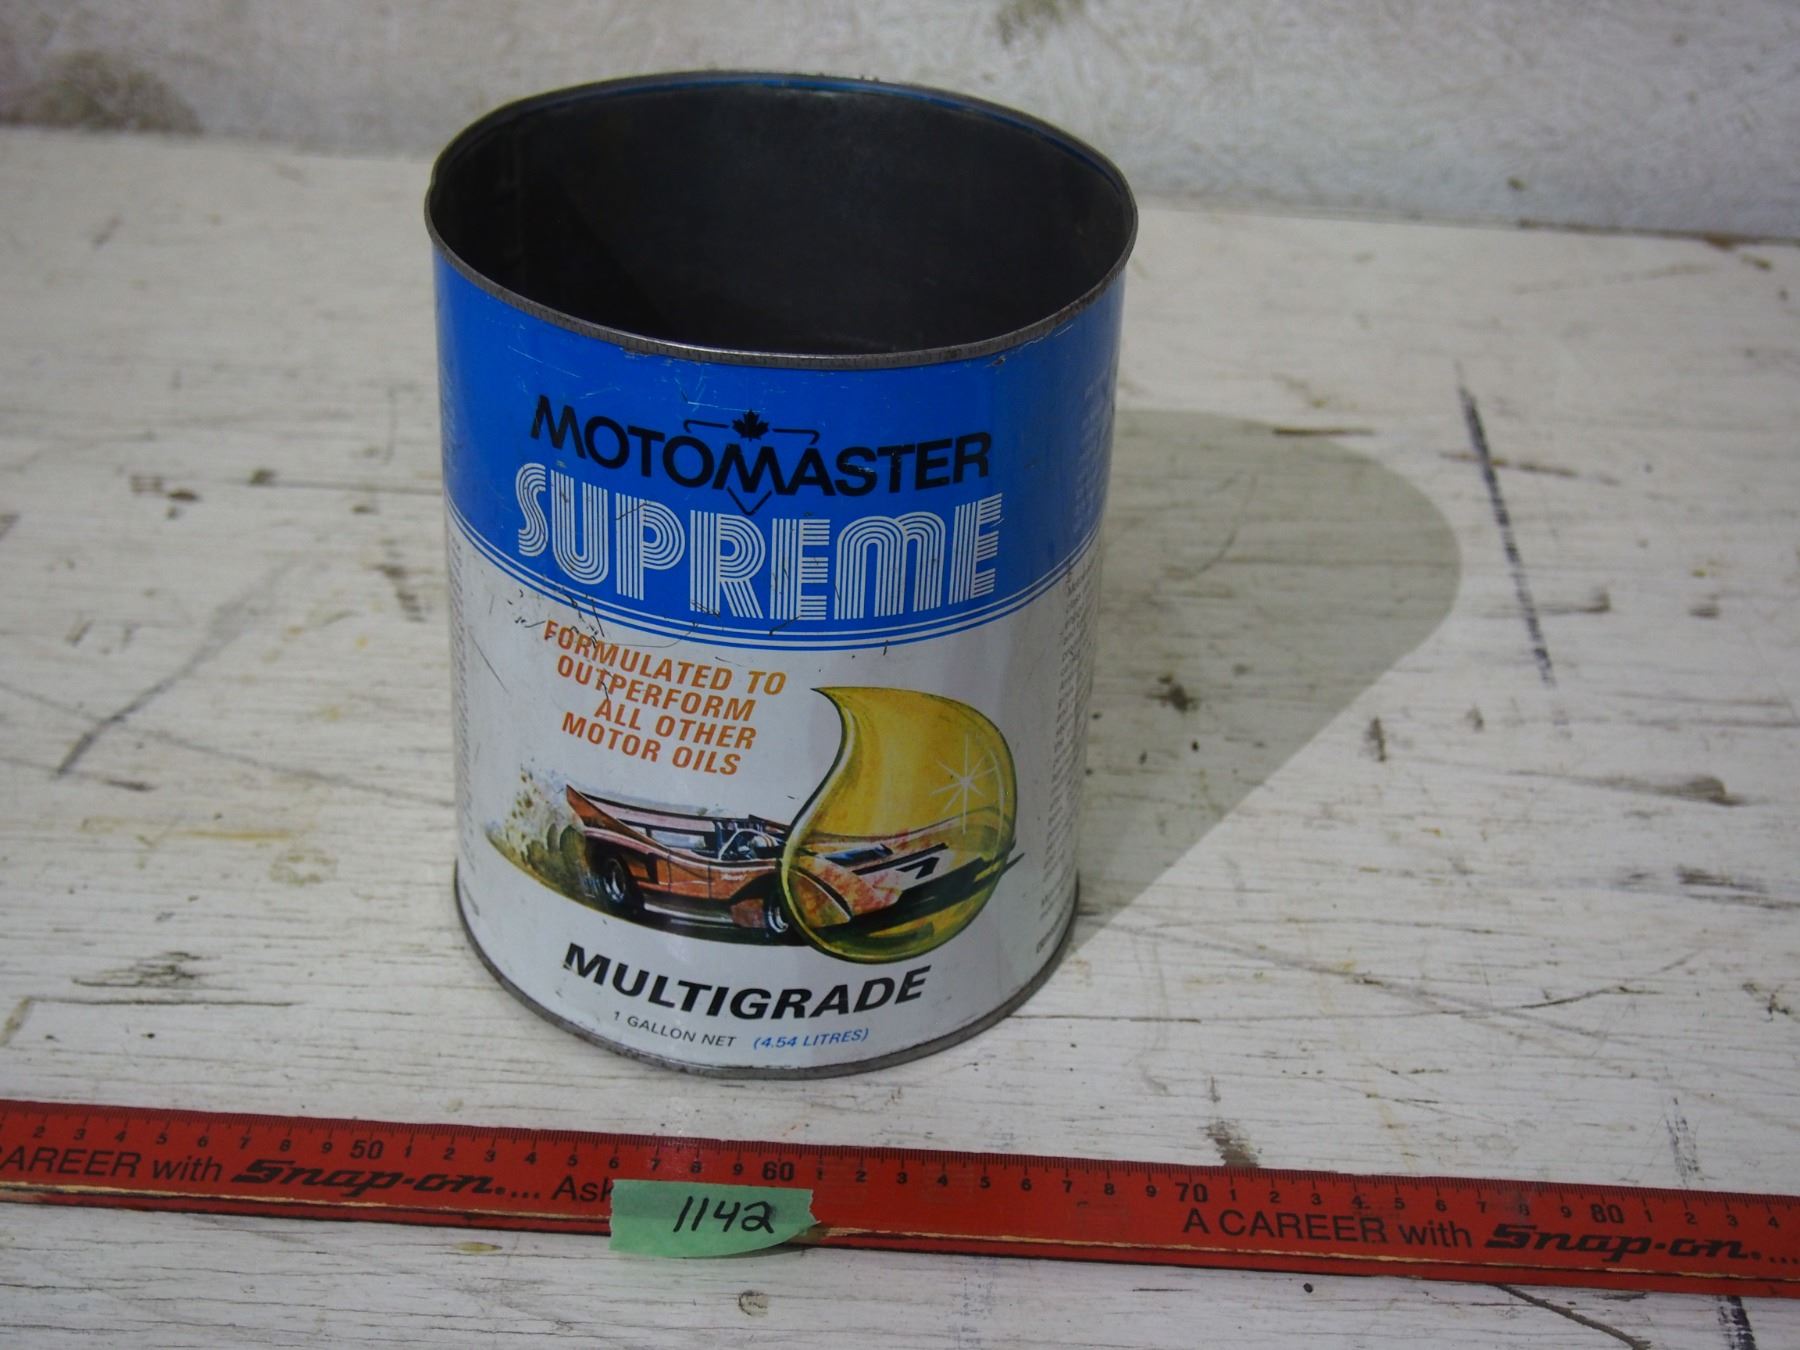 MOTOMASTER
SUPREME
FORMULATED TO
OUTPERFORM
ALL OTHER
MOTOR OILS
MULTIGRADE
1 GALLON NET (4.54 LITRES)
2 3 4 5 6 7 8 9 50 1 2 3 4 5 6 7 8 9 60 1 2 3 4 5 6 7 8 9 70 1 2 3 4 5 6 7 8 9 80 1 2 3 4
CAREER with Snap-on.... Ask A CAREER with Snap-on....
1142